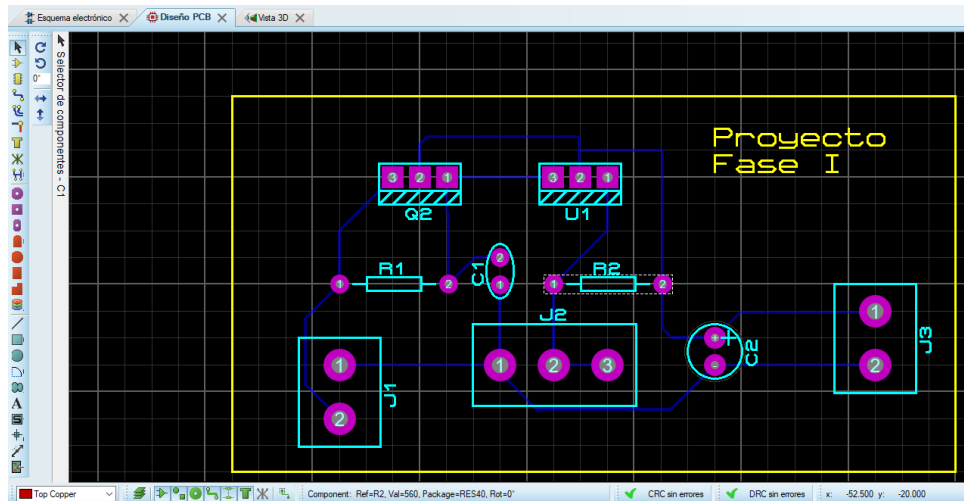 Esquema electrónico
Diseño PCB
Vista 3D
0°
Selector de componentes - C1
Proyecto
Fase I
3 2 1
3 2 1
Q2
U1
2
C1
R1
R2
1 2
1
1 2
J2
1
J3
+
C2
1
1 2 3
2
J1
2
A
S
Top Copper
T
Component: Ref=R2, Val=560, Package=RES40, Rot=0°
CRC sin errores
DRC sin errores
x: -52.500 y: -20.000